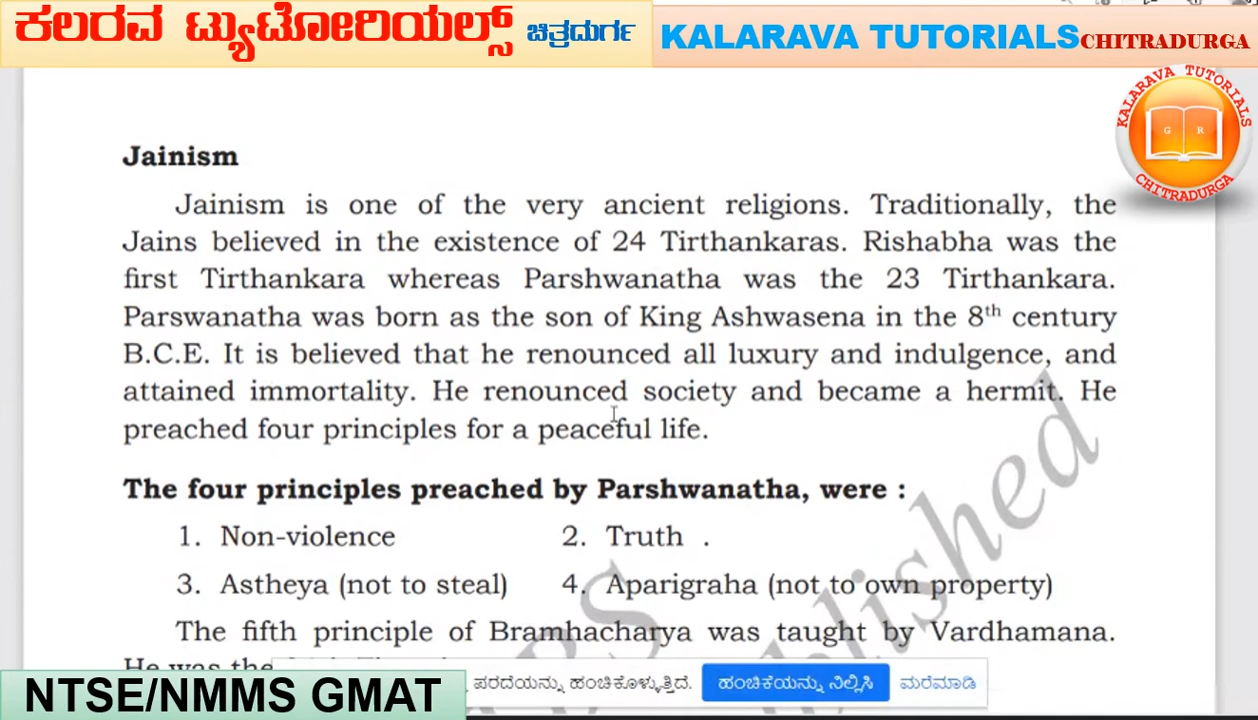 ಕಲರವ ಟ್ಯುಟೋರಿಯಲ್ಸ್ ಚಿತ್ರದುರ್ಗ
KALARAVA TUTORIALS CHITRADURGA
KALARAVA TUTORIALS
G R
CHITRADURGA
Jainism
Jainism is one of the very ancient religions. Traditionally, the
Jains believed in the existence of 24 Tirthankaras. Rishabha was the
first Tirthankara whereas Parshwanatha was the 23 Tirthankara.
Parswanatha was born as the son of King Ashwasena in the 8th century
B.C.E. It is believed that he renounced all luxury and indulgence, and
attained immortality. He renounced society and became a hermit. He
preached four principles for a peaceful life.
The four principles preached by Parshwanatha, were :
1. Non-violence 2. Truth .
3. Astheya (not to steal) 4. Aparigraha (not to own property)
The fifth principle of Bramhacharya was taught by Vardhamana.
He was the
ಪರದೆಯನ್ನು ಹಂಚಿಕೊಳ್ಳುತ್ತಿದೆ. ಹಂಚಿಕೆಯನ್ನು ನಿಲ್ಲಿಸಿ ಮರೆಮಾಡಿ
NTSE/NMMS GMAT